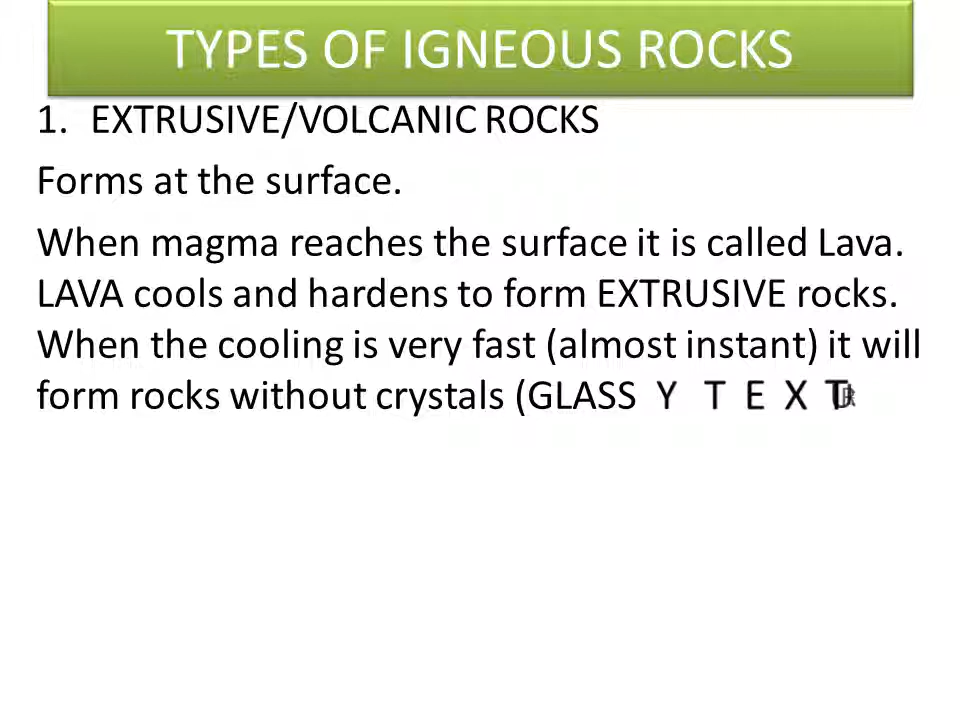 TYPES OF IGNEOUS ROCKS
1. EXTRUSIVE/VOLCANIC ROCKS
Forms at the surface.
When magma reaches the surface it is called Lava.
LAVA cools and hardens to form EXTRUSIVE rocks.
When the cooling is very fast (almost instant) it will
form rocks without crystals (GLASS Y T E X T